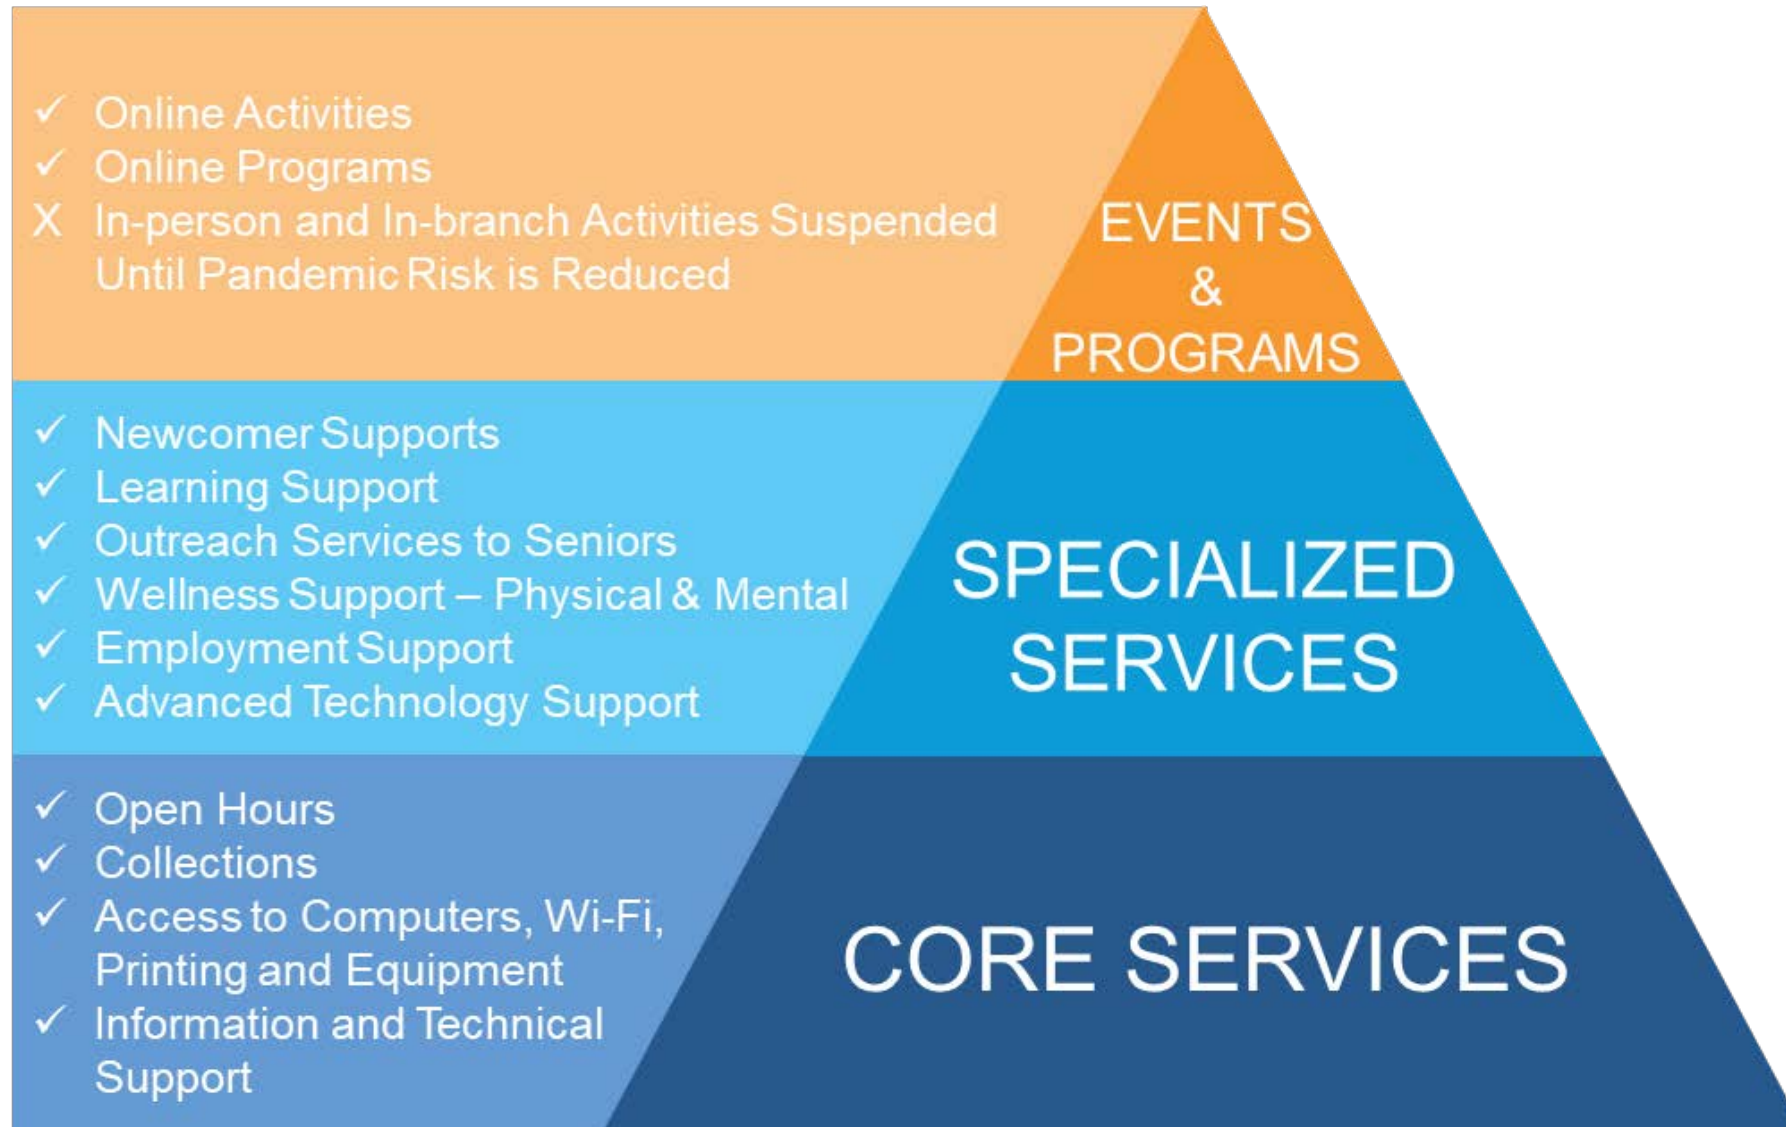 ✓ Online Activities
✓ Online Programs
X In-person and In-branch Activities Suspended
Until Pandemic Risk is Reduced
EVENTS
&
PROGRAMS
✓ Newcomer Supports
✓ Learning Support
✓ Outreach Services to Seniors
✓ Wellness Support – Physical & Mental
✓ Employment Support
✓ Advanced Technology Support
SPECIALIZED
SERVICES
✓ Open Hours
✓ Collections
✓ Access to Computers, Wi-Fi,
Printing and Equipment
✓ Information and Technical
Support
CORE SERVICES